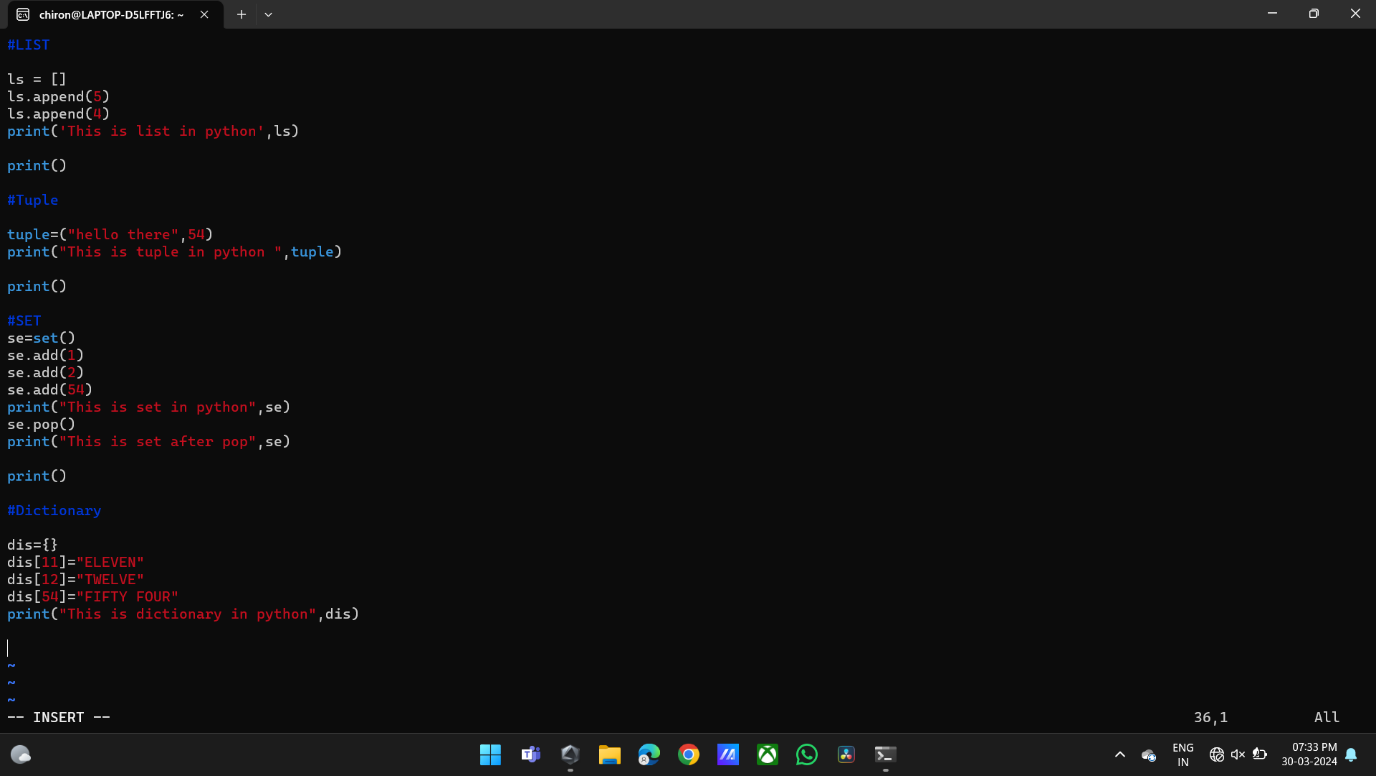 chiron@LAPTOP-D5LFFTJ6: ~
#LIST
ls = []
ls.append(5)
ls.append(4)
print('This is list in python',ls)
print()
#Tuple
tuple=("hello there",54)
print("This is tuple in python ",tuple)
print()
#SET
se=set()
se.add(1)
se.add(2)
se.add(54)
print("This is set in python",se)
se.pop()
print("This is set after pop",se)
print()
#Dictionary
dis={}
dis[11]="ELEVEN"
dis[12]="TWELVE"
dis[54]="FIFTY FOUR"
print("This is dictionary in python",dis)
~
~
~
-- INSERT -- 36,1 All
ENG 07:33 PM
IN 30-03-2024